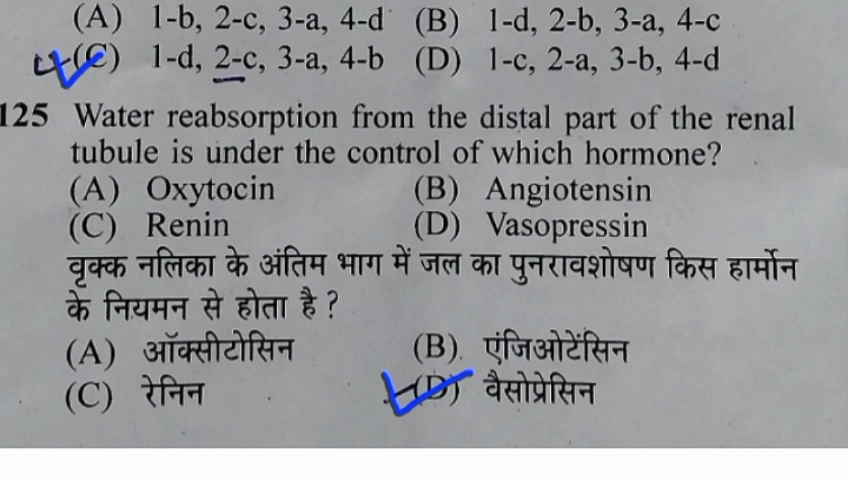 (A) 1-b, 2-c, 3-a, 4-d (B) 1-d, 2-b, 3-a, 4-c
(C) 1-d, 2-c, 3-a, 4-b (D) 1-c, 2-a, 3-b, 4-d
125 Water reabsorption from the distal part of the renal
tubule is under the control of which hormone?
(A) Oxytocin (B) Angiotensin
(C) Renin (D) Vasopressin
वृक्क नलिका के अंतिम भाग में जल का पुनरावशोषण किस हार्मोन
के नियमन से होता है ?
(A) ऑक्सीटोसिन (B). एंजिओटेंसिन
(C) रेनिन (D) वैसोप्रेसिन